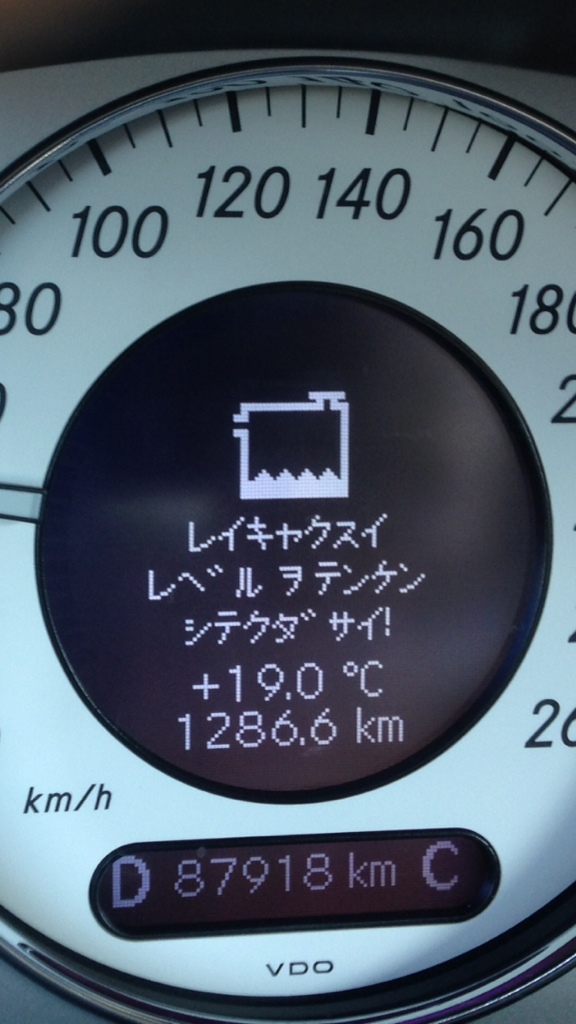 80 100 120 140 160 180
レイキャクスイ
レベル ヲ テンケン
シテクダサイ!
+19.0 ℃
1286.6 km
km/h
D 87918 km C
VDO